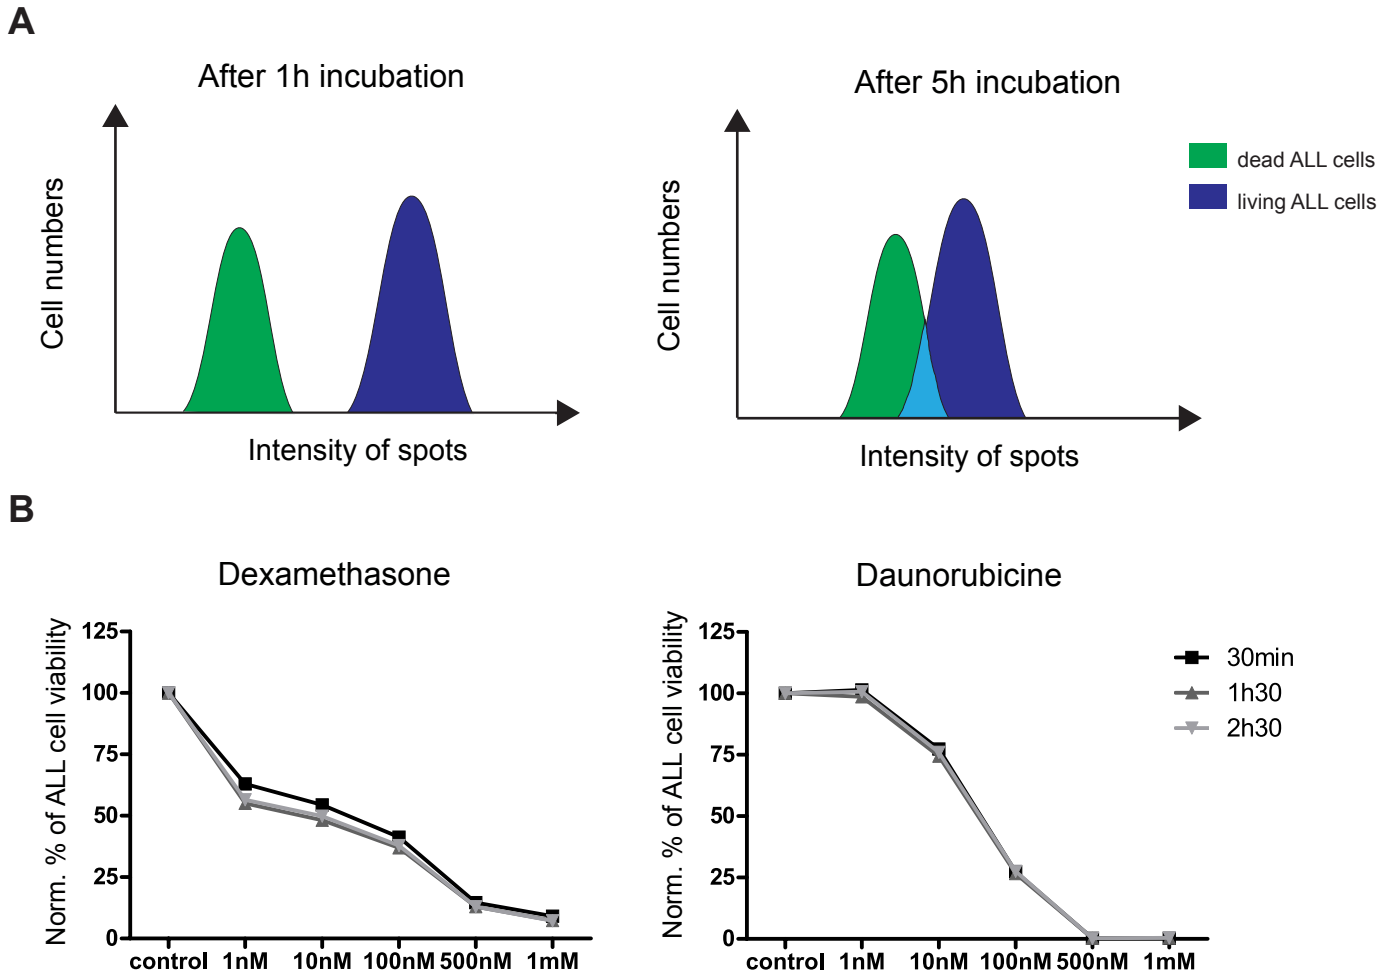 A
After 1h incubation
After 5h incubation
Cell numbers
Intensity of spots
Cell numbers
Intensity of spots
dead ALL cells
living ALL cells
B
Dexamethasone
Daunorubicine
Norm. % of ALL cell viability
125
100
75
50
25
0
control 1nM 10nM 100nM 500nM 1mM
Norm. % of ALL cell viability
125
100
75
50
25
0
control 1nM 10nM 100nM 500nM 1mM
30min
1h30
2h30